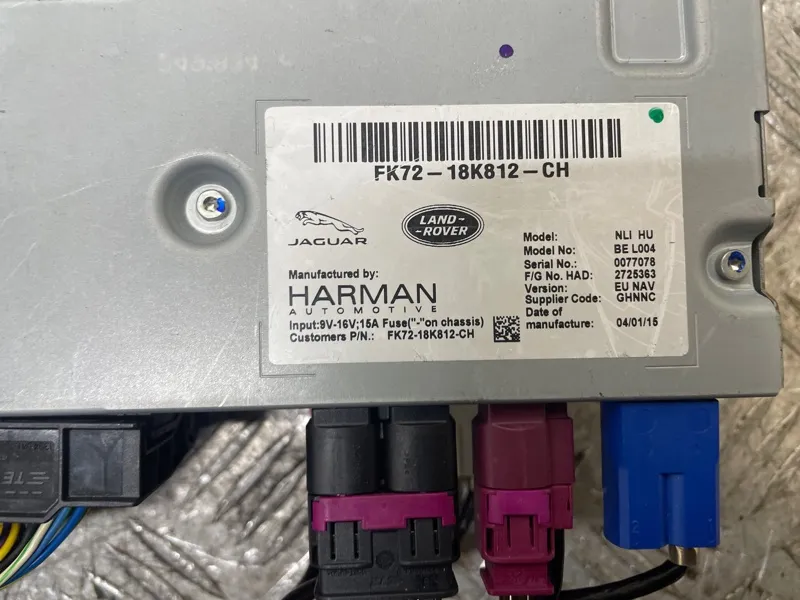 FK72-18K812-CH
JAGUAR
LAND-
-ROVER
Manufactured by:
HARMAN
AUTOMOTIVE
Input:9V-16V;15A Fuse("-"on chassis)
Customers P/N.: FK72-18K812-CH
Model: NLI HU
Model No: BE L004
Serial No.: 0077078
F/G No. HAD: 2725363
Version: EU NAV
Supplier Code: GHNNC
Date of
manufacture: 04/01/15
TE
Y
2